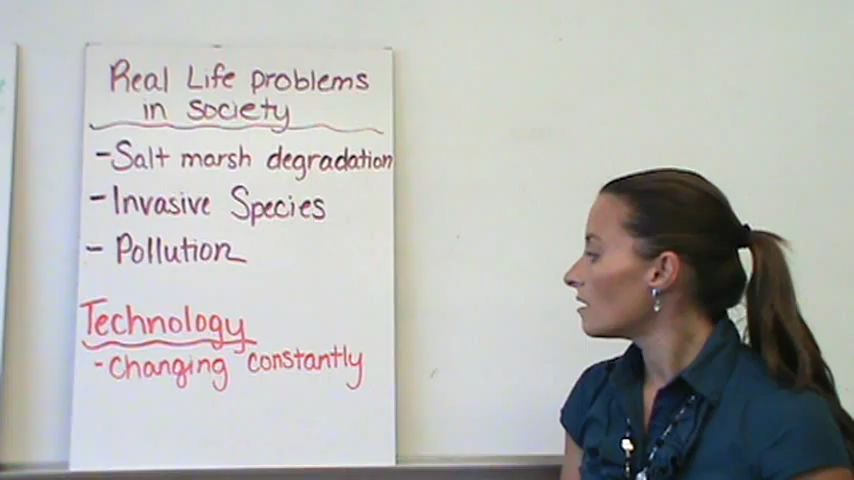 Real Life problems
in society
-Salt marsh degradation
-Invasive Species
- Pollution
Technology
-Changing constantly